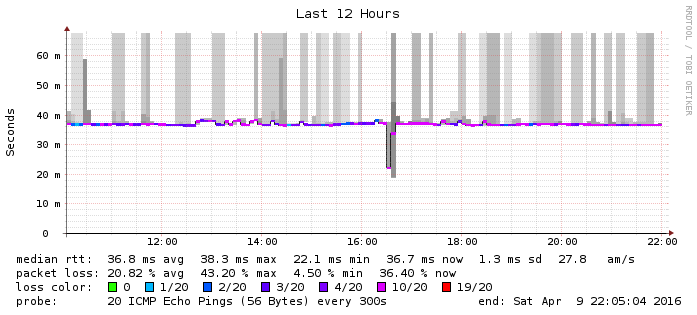 Last 12 Hours
RRDTOOL / TOBI OETIKER
Seconds
60 m
50 m
40 m
30 m
20 m
10 m
0
12:00 14:00 16:00 18:00 20:00 22:00
median rtt: 36.8 ms avg 38.3 ms max 22.1 ms min 36.7 ms now 1.3 ms sd 27.8 am/s
packet loss: 20.82 % avg 43.20 % max 4.50 % min 36.40 % now
loss color: 0 1/20 2/20 3/20 4/20 10/20 19/20
probe: 20 ICMP Echo Pings (56 Bytes) every 300s end: Sat Apr 9 22:05:04 2016